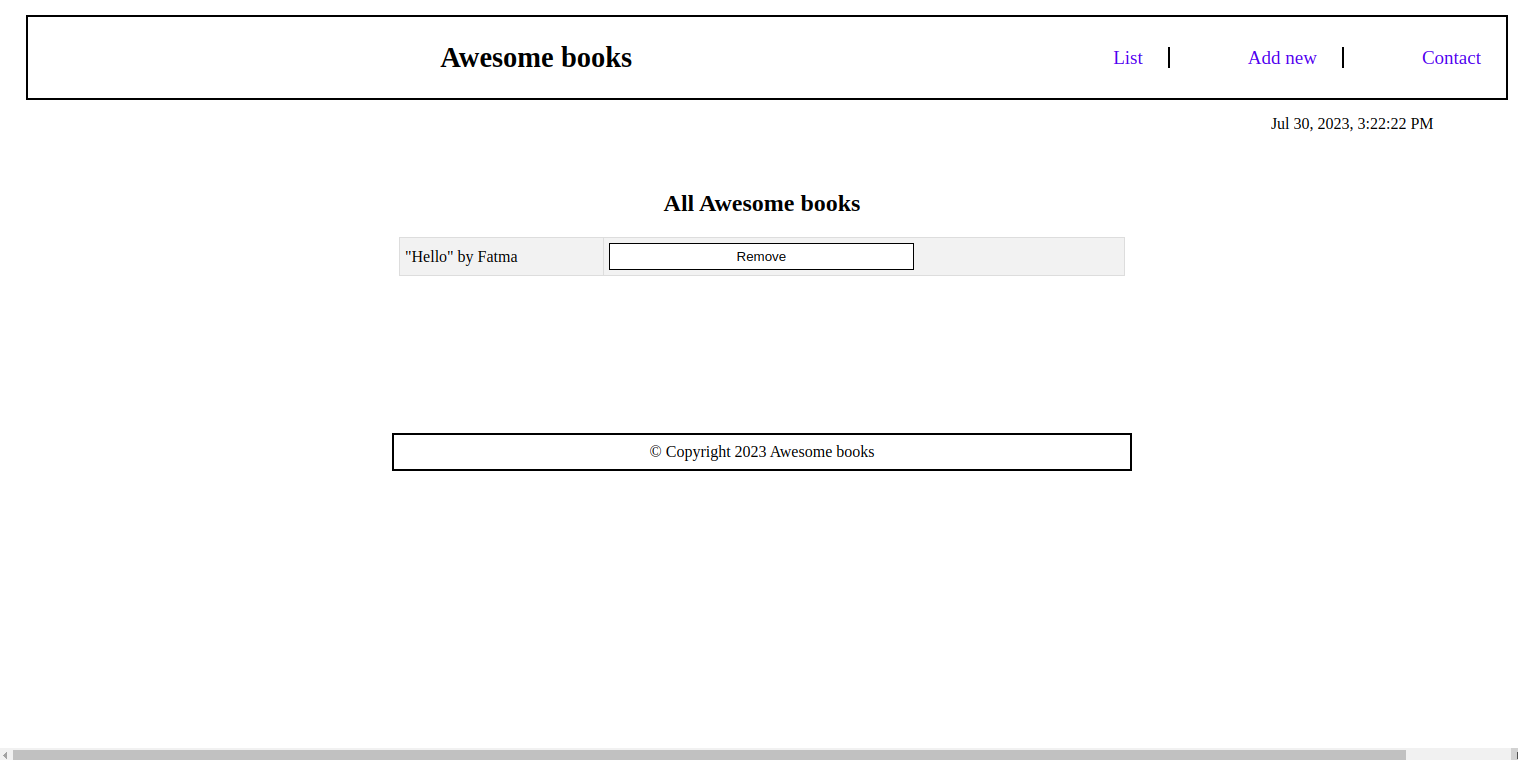 Awesome books
List
Add new
Contact
Jul 30, 2023, 3:22:22 PM
All Awesome books
"Hello" by Fatma
Remove
© Copyright 2023 Awesome books